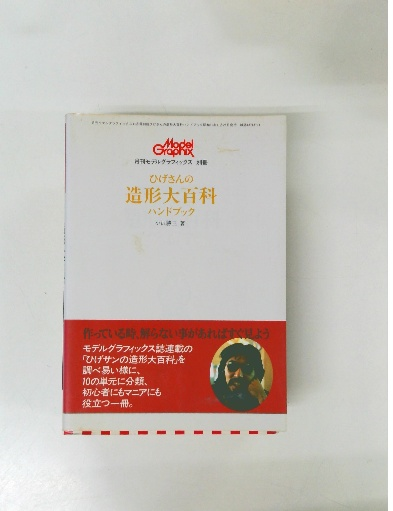 Model
Graphix
月刊モデルグラフィックス 別冊
ひげさんの
造形大百科
ハンドブック
著
作っている時、解らない事があればすぐ見よう
モデルグラフィックス誌連載の
「ひげサンの造形大百科」を
調べ易い様に、
10の単元に分類、
初心者にもマニアにも
役立つ一冊。